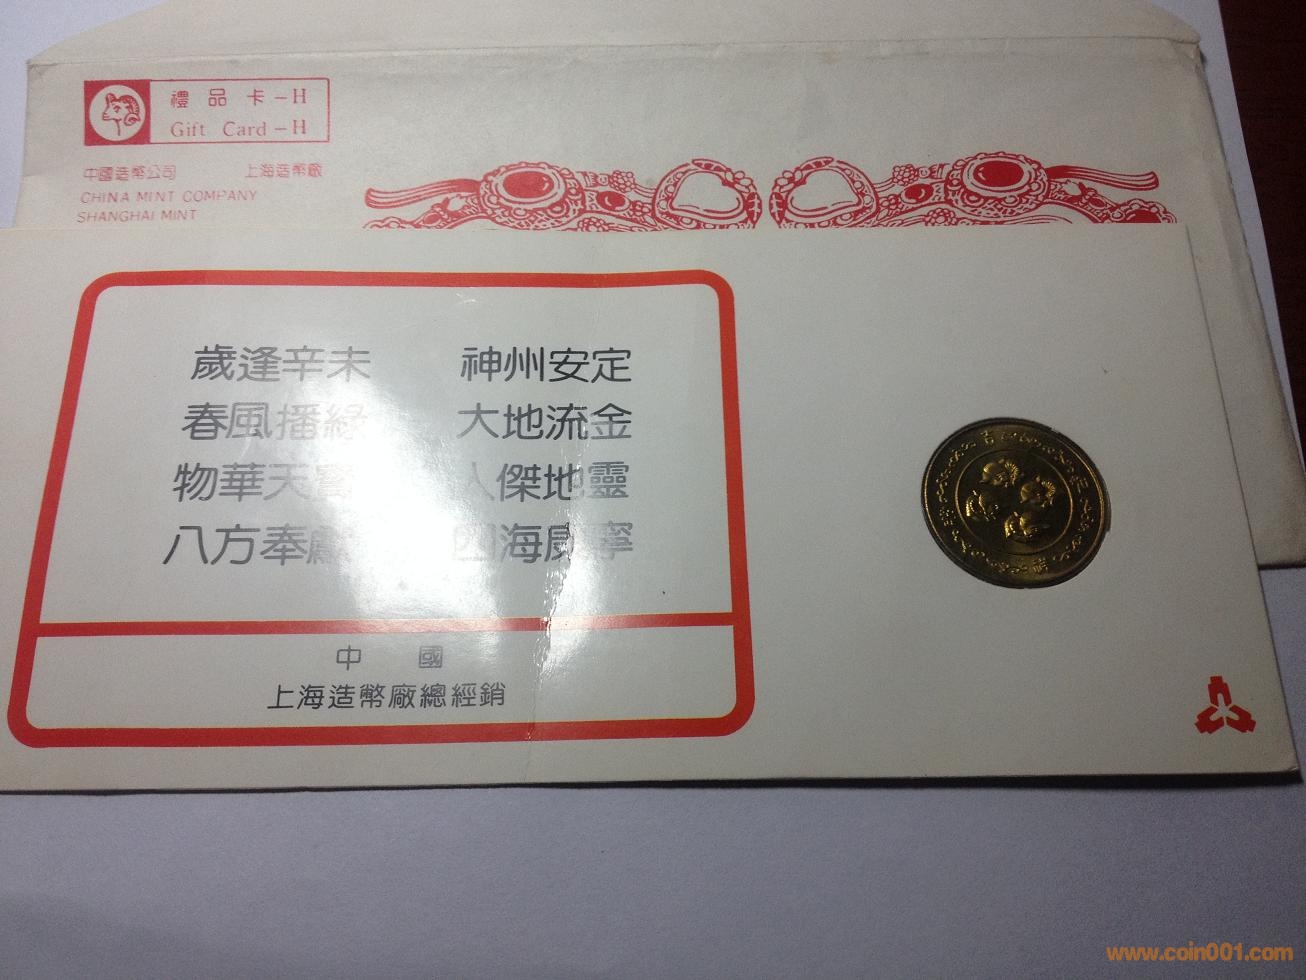 禮品卡-H
Gift Card-H
中國造幣公司 上海造幣廠
CHINA MINT COMPANY
SHANGHAI MINT
歲逢辛未 神州安定
春風播綠 大地流金
物華天寶 人傑地靈
八方奉獻 四海康寧
中國
上海造幣廠總經銷
吉
www.coin001.com